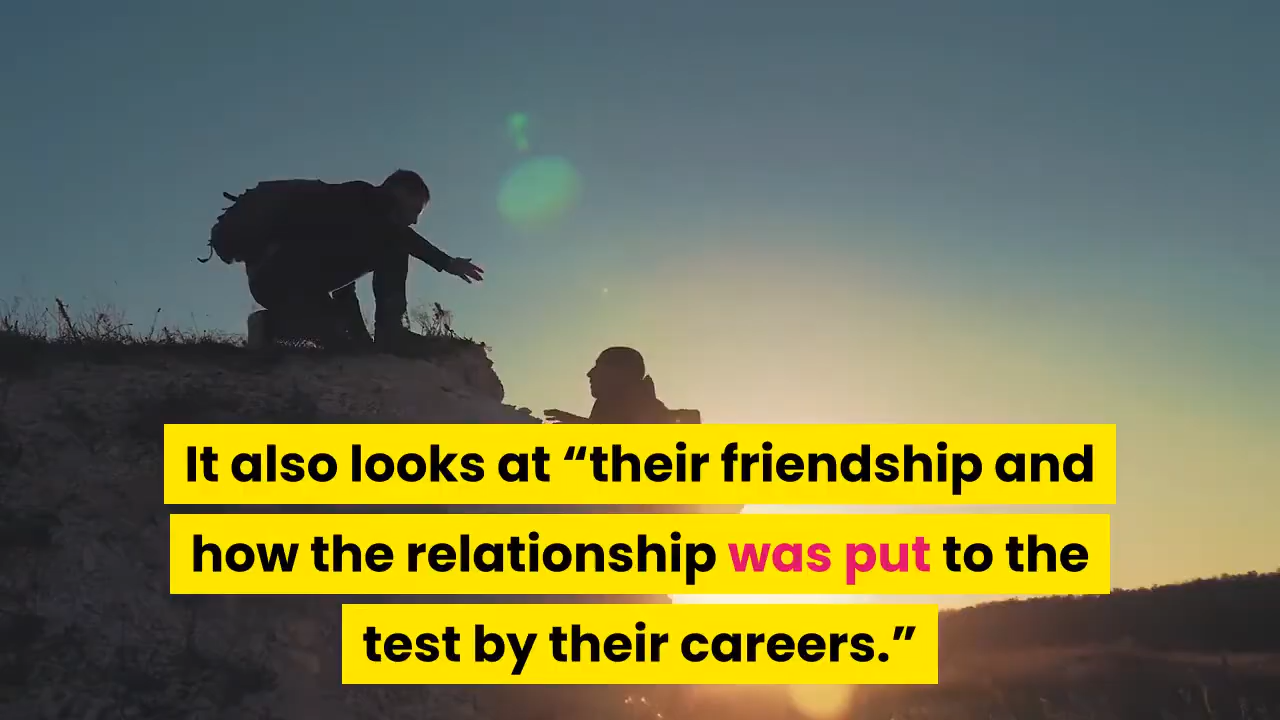 It also looks at “their friendship and
how the relationship was put to the
test by their careers.”